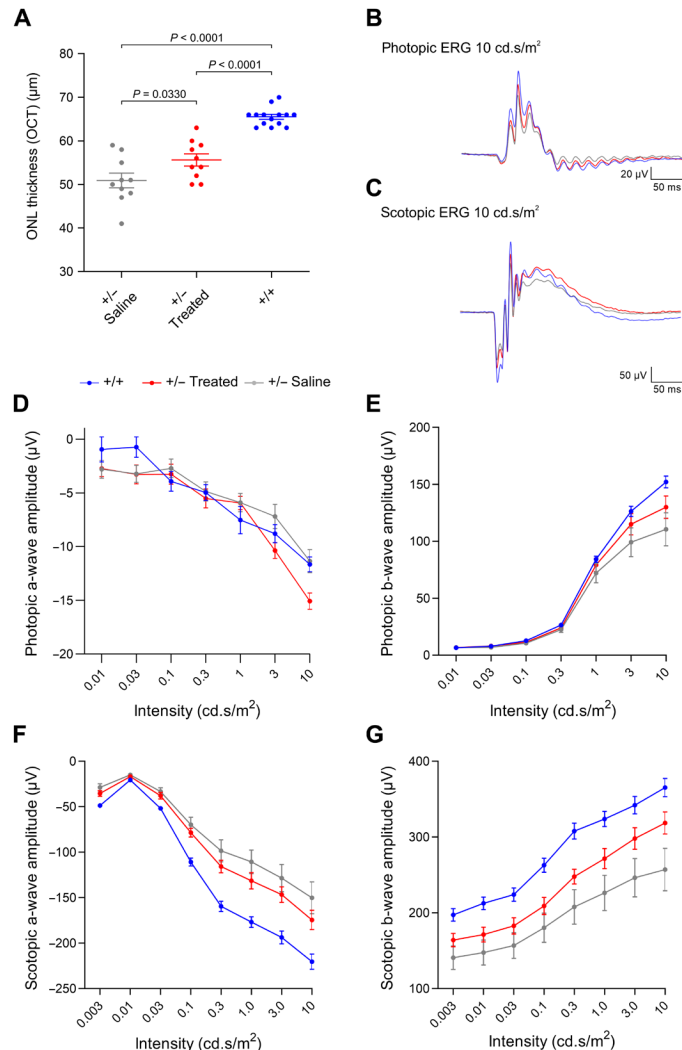 A
P < 0.0001
P < 0.0001
P = 0.0330
ONL thickness (OCT) (µm)
70
60
50
40
30
+/− Saline
+/− Treated
+/+
B
Photopic ERG 10 cd.s/m²
20 µV
50 ms
C
Scotopic ERG 10 cd.s/m²
50 µV
50 ms
+/+ +/− Treated +/− Saline
D
Photopic a-wave amplitude (µV)
0
−5
−10
−15
−20
0.01 0.03 0.1 0.3 1 3 10
Intensity (cd.s/m²)
E
Photopic b-wave amplitude (µV)
200
150
100
50
0
0.01 0.03 0.1 0.3 1 3 10
Intensity (cd.s/m²)
F
Scotopic a-wave amplitude (µV)
0
−50
−100
−150
−200
−250
0.003 0.01 0.03 0.1 0.3 1.0 3.0 10
Intensity (cd.s/m²)
G
Scotopic b-wave amplitude (µV)
400
300
200
100
0.003 0.01 0.03 0.1 0.3 1.0 3.0 10
Intensity (cd.s/m²)